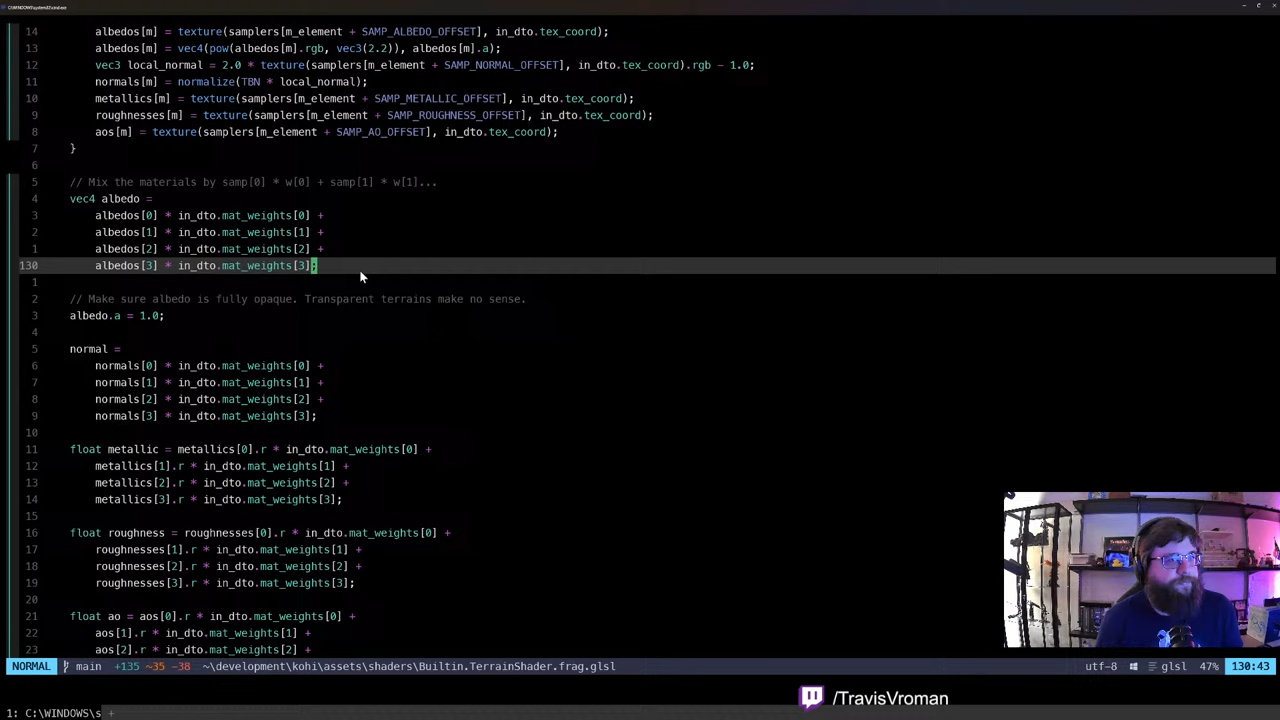 C:\WINDOWS\system32\cmd.exe
14 albedos[m] = texture(samplers[m_element + SAMP_ALBEDO_OFFSET], in_dto.tex_coord);
13 albedos[m] = vec4(pow(albedos[m].rgb, vec3(2.2)), albedos[m].a);
12 vec3 local_normal = 2.0 * texture(samplers[m_element + SAMP_NORMAL_OFFSET], in_dto.tex_coord).rgb - 1.0;
11 normals[m] = normalize(TBN * local_normal);
10 metallics[m] = texture(samplers[m_element + SAMP_METALLIC_OFFSET], in_dto.tex_coord);
9 roughnesses[m] = texture(samplers[m_element + SAMP_ROUGHNESS_OFFSET], in_dto.tex_coord);
8 aos[m] = texture(samplers[m_element + SAMP_AO_OFFSET], in_dto.tex_coord);
7 }
6
5 // Mix the materials by samp[0] * w[0] + samp[1] * w[1]...
4 vec4 albedo =
3 albedos[0] * in_dto.mat_weights[0] +
2 albedos[1] * in_dto.mat_weights[1] +
1 albedos[2] * in_dto.mat_weights[2] +
130 albedos[3] * in_dto.mat_weights[3];
1
2 // Make sure albedo is fully opaque. Transparent terrains make no sense.
3 albedo.a = 1.0;
4
5 normal =
6 normals[0] * in_dto.mat_weights[0] +
7 normals[1] * in_dto.mat_weights[1] +
8 normals[2] * in_dto.mat_weights[2] +
9 normals[3] * in_dto.mat_weights[3];
10
11 float metallic = metallics[0].r * in_dto.mat_weights[0] +
12 metallics[1].r * in_dto.mat_weights[1] +
13 metallics[2].r * in_dto.mat_weights[2] +
14 metallics[3].r * in_dto.mat_weights[3];
15
16 float roughness = roughnesses[0].r * in_dto.mat_weights[0] +
17 roughnesses[1].r * in_dto.mat_weights[1] +
18 roughnesses[2].r * in_dto.mat_weights[2] +
19 roughnesses[3].r * in_dto.mat_weights[3];
20
21 float ao = aos[0].r * in_dto.mat_weights[0] +
22 aos[1].r * in_dto.mat_weights[1] +
23 aos[2].r * in_dto.mat_weights[2] +
NORMAL main +135 ~35 -38 ~\development\kohi\assets\shaders\Builtin.TerrainShader.frag.glsl utf-8 glsl 47% 130:43
/TravisVroman
1: C:\WINDOWS\s +